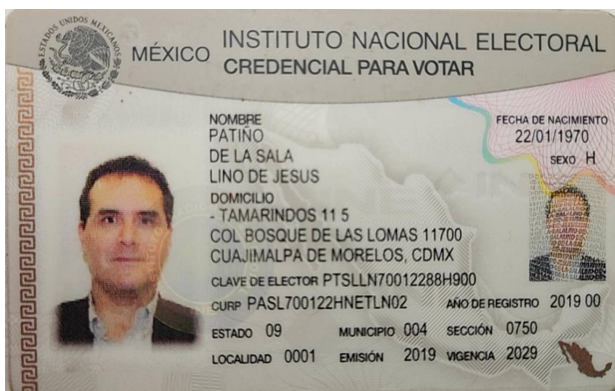 ESTADOS UNIDOS MEXICANOS
MÉXICO INSTITUTO NACIONAL ELECTORAL
CREDENCIAL PARA VOTAR
NOMBRE
PATIÑO
DE LA SALA
LINO DE JESUS
FECHA DE NACIMIENTO
22/01/1970
SEXO H
DOMICILIO
- TAMARINDOS 11 5
COL BOSQUE DE LAS LOMAS 11700
CUAJIMALPA DE MORELOS, CDMX
CLAVE DE ELECTOR PTSLLN70012288H900
CURP PASL700122HNETLN02 AÑO DE REGISTRO 2019 00
ESTADO 09 MUNICIPIO 004 SECCIÓN 0750
LOCALIDAD 0001 EMISIÓN 2019 VIGENCIA 2029